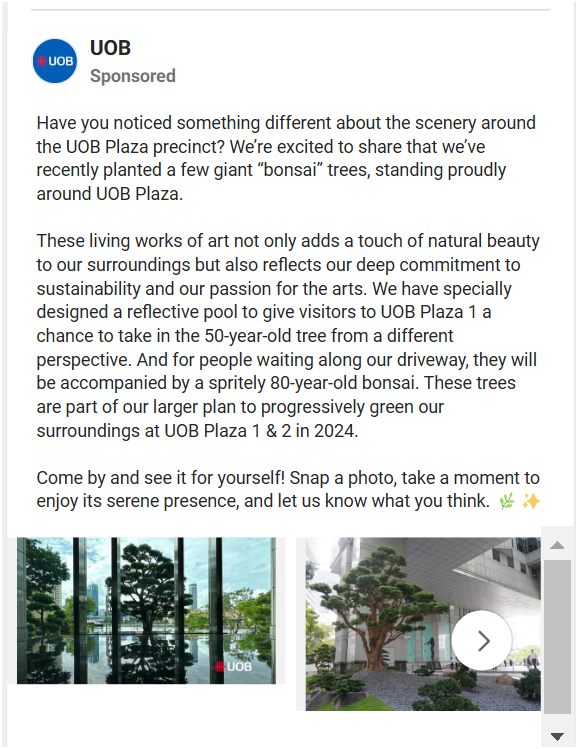 UOB
UOB
Sponsored
Have you noticed something different about the scenery around
the UOB Plaza precinct? We’re excited to share that we’ve
recently planted a few giant “bonsai” trees, standing proudly
around UOB Plaza.
These living works of art not only adds a touch of natural beauty
to our surroundings but also reflects our deep commitment to
sustainability and our passion for the arts. We have specially
designed a reflective pool to give visitors to UOB Plaza 1 a
chance to take in the 50-year-old tree from a different
perspective. And for people waiting along our driveway, they will
be accompanied by a spritely 80-year-old bonsai. These trees
are part of our larger plan to progressively green our
surroundings at UOB Plaza 1 & 2 in 2024.
Come by and see it for yourself! Snap a photo, take a moment to
enjoy its serene presence, and let us know what you think. 🌿 ✨
UOB